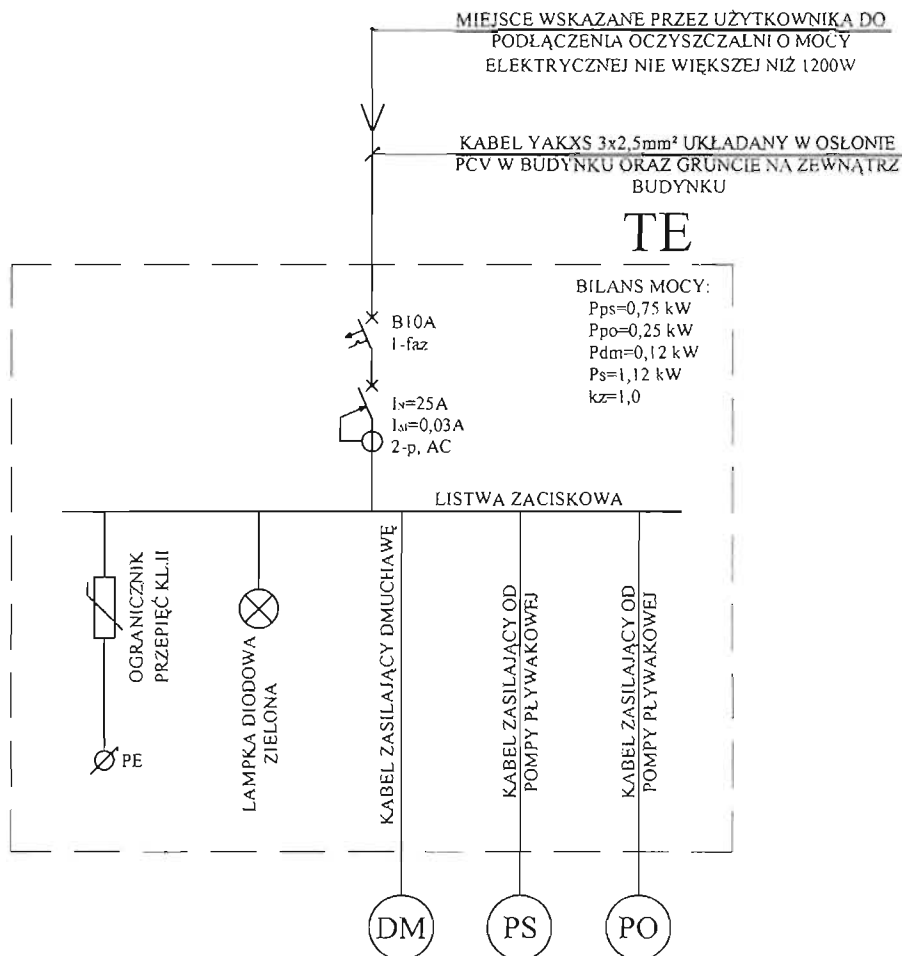 MIEJSCE WSKAZANE PRZEZ UŻYTKOWNIKA DO
PODŁĄCZENIA OCZYSZCZALNI O MOCY
ELEKTRYCZNEJ NIE WIĘKSZEJ NIŻ 1200W
KABEL YAKXS 3x2,5mm² UKŁADANY W OSŁONIE
PCV W BUDYNKU ORAZ GRUNCIE NA ZEWNĄTRZ
BUDYNKU
TE
BILANS MOCY:
Pps=0,75 kW
Ppo=0,25 kW
Pdm=0,12 kW
Ps=1,12 kW
kz=1,0
B10A
1-faz
IN=25A
IΔI=0,03A
2-p, AC
LISTWA ZACISKOWA
OGRANICZNIK
PRZEPIĘĆ KL.II
PE
LAMPKA DIODOWA
ZIELONA
KABEL ZASILAJĄCY DMUCHAWĘ
KABEL ZASILAJĄCY OD
POMPY PŁYWAKOWEJ
KABEL ZASILAJĄCY OD
POMPY PŁYWAKOWEJ
DM
PS
PO